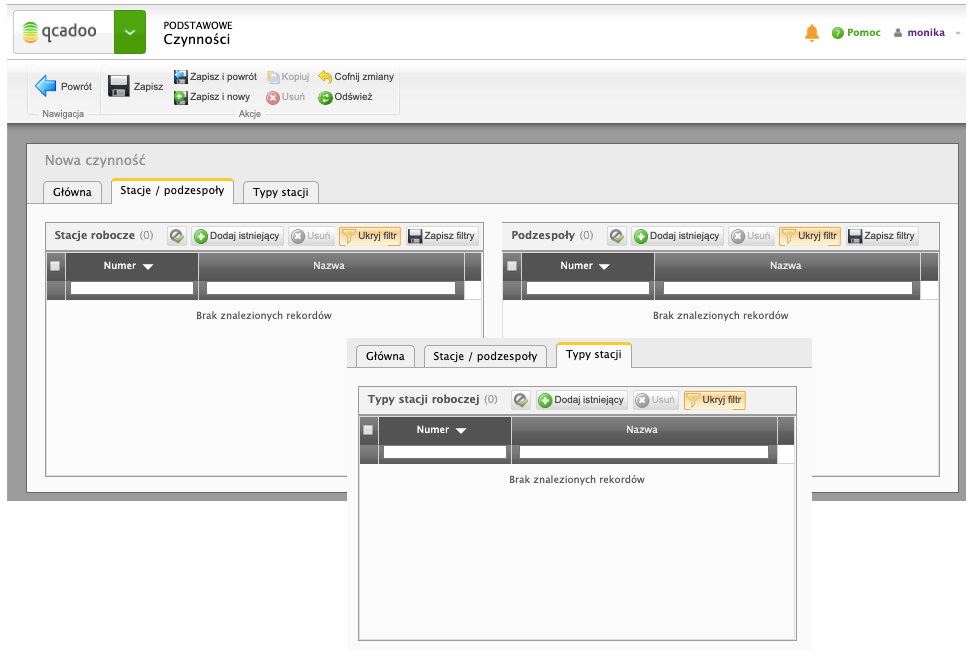 qcadoo
PODSTAWOWE
Czynności
Pomoc
monika
Powrót
Zapisz
Zapisz i powrót
Kopiuj
Cofnij zmiany
Zapisz i nowy
Usuń
Odśwież
Nawigacja
Akcje
Nowa czynność
Główna
Stacje / podzespoły
Typy stacji
Stacje robocze (0)
Dodaj istniejący
Usuń
Ukryj filtr
Zapisz filtry
Numer
Nazwa
Brak znalezionych rekordów
Podzespoły (0)
Dodaj istniejący
Usuń
Ukryj filtr
Zapisz filtry
Numer
Nazwa
Brak znalezionych rekordów
Główna
Stacje / podzespoły
Typy stacji
Typy stacji roboczej (0)
Dodaj istniejący
Usuń
Ukryj filtr
Numer
Nazwa
Brak znalezionych rekordów